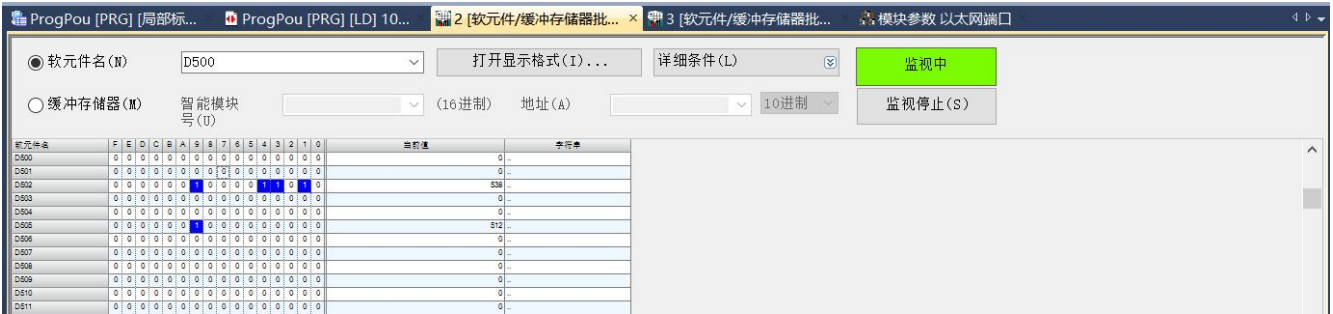 ProgPou [PRG] [局部标... ProgPou [PRG] [LD] 10... 2 [软元件/缓冲存储器批... × 3 [软元件/缓冲存储器批... 模块参数 以太网端口
软元件名(N) D500 打开显示格式(I)... 详细条件(L) 监视中
缓冲存储器(M) 智能模块号(U) (16进制) 地址(A) 10进制 监视停止(S)
软元件名 F E D C B A 9 8 7 6 5 4 3 2 1 0 当前值 字符串
D500 0 0 0 0 0 0 0 0 0 0 0 0 0 0 0 0 0 ..
D501 0 0 0 0 0 0 0 0 0 0 0 0 0 0 0 0 0 ..
D502 0 0 0 0 0 0 1 0 0 0 0 1 1 0 1 0 538 ..
D503 0 0 0 0 0 0 0 0 0 0 0 0 0 0 0 0 0 ..
D504 0 0 0 0 0 0 0 0 0 0 0 0 0 0 0 0 0 ..
D505 0 0 0 0 0 0 1 0 0 0 0 0 0 0 0 0 512 ..
D506 0 0 0 0 0 0 0 0 0 0 0 0 0 0 0 0 0 ..
D507 0 0 0 0 0 0 0 0 0 0 0 0 0 0 0 0 0 ..
D508 0 0 0 0 0 0 0 0 0 0 0 0 0 0 0 0 0 ..
D509 0 0 0 0 0 0 0 0 0 0 0 0 0 0 0 0 0 ..
D510 0 0 0 0 0 0 0 0 0 0 0 0 0 0 0 0 0 ..
D511 0 0 0 0 0 0 0 0 0 0 0 0 0 0 0 0 0 ..